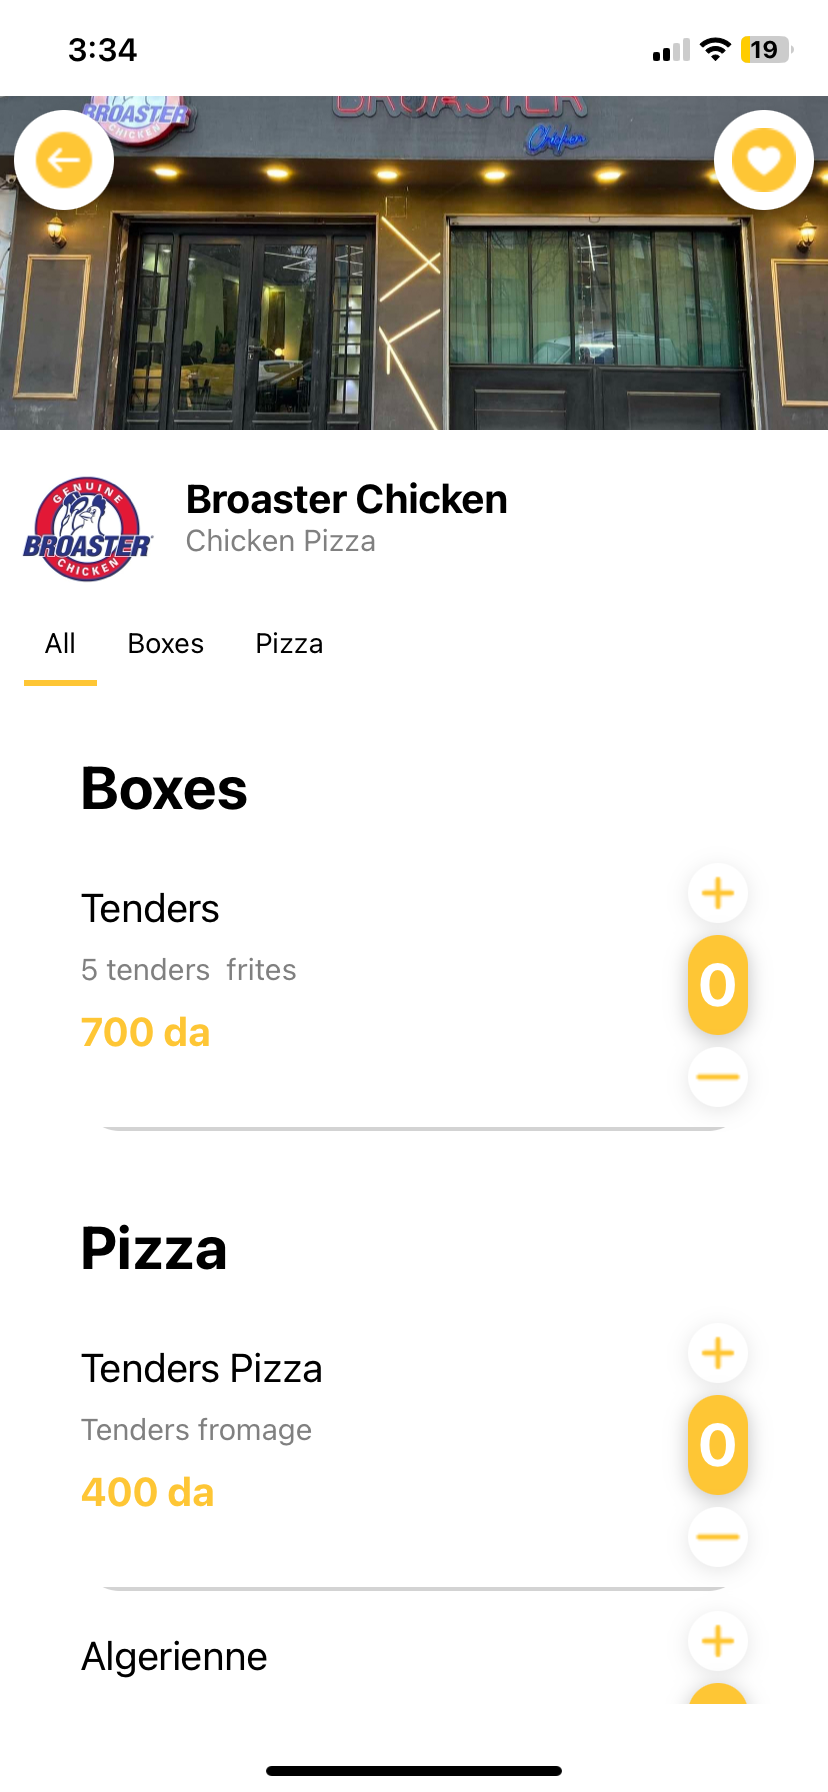 3:34
19
BROASTER
BROASTER
CHICKEN
Chicken
GENUINE
BROASTER
CHICKEN
Broaster Chicken
Chicken Pizza
All Boxes Pizza
Boxes
Tenders
5 tenders frites
700 da
+
0
−
Pizza
Tenders Pizza
Tenders fromage
400 da
+
0
−
Algerienne
+